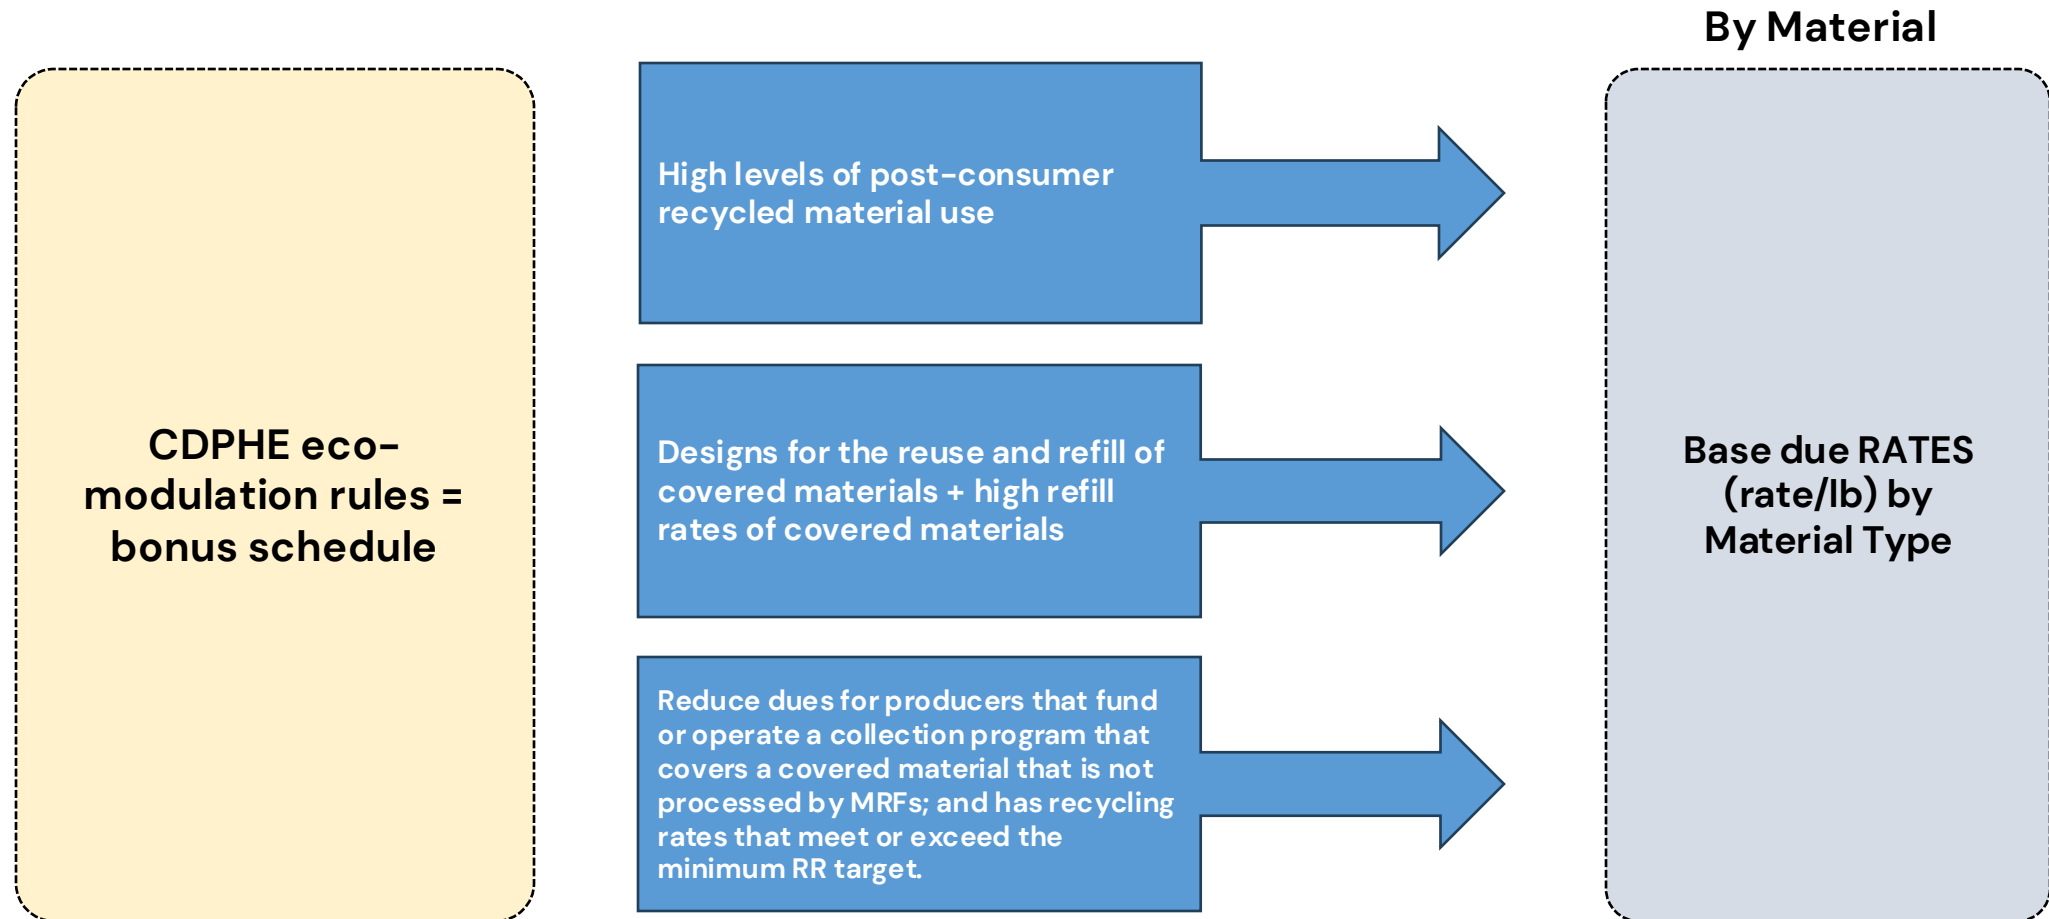 By Material
CDPHE eco-
modulation rules =
bonus schedule
High levels of post-consumer
recycled material use
Designs for the reuse and refill of
covered materials + high refill
rates of covered materials
Reduce dues for producers that fund
or operate a collection program that
covers a covered material that is not
processed by MRFs; and has recycling
rates that meet or exceed the
minimum RR target.
Base due RATES
(rate/lb) by
Material Type